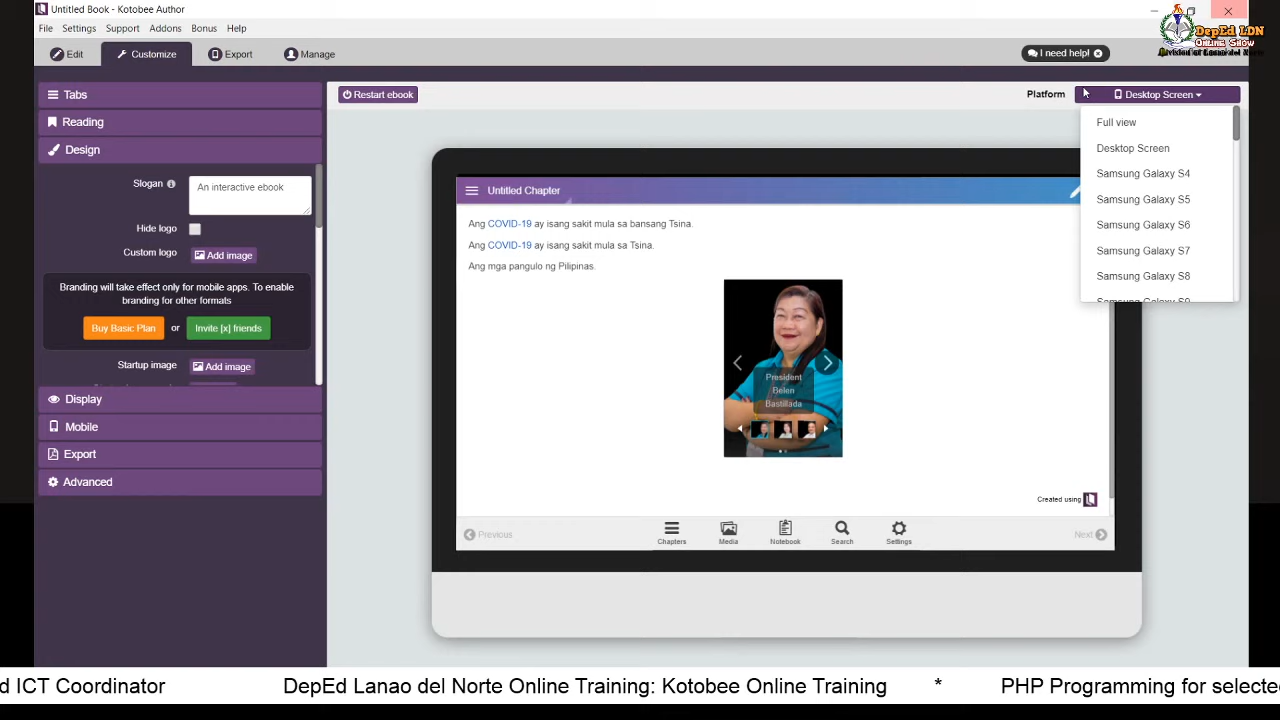 Untitled Book - Kotobee Author
File Settings Support Addons Bonus Help
Edit Customize Export Manage
I need help!
DepEd LDN
Online Show
Tabs
Reading
Design
Slogan An interactive ebook
Hide logo
Custom logo Add image
Branding will take effect only for mobile apps. To enable
branding for other formats
Buy Basic Plan or Invite [x] friends
Startup image Add image
Display
Mobile
Export
Advanced
Restart ebook
Platform Desktop Screen
Full view
Desktop Screen
Samsung Galaxy S4
Samsung Galaxy S5
Samsung Galaxy S6
Samsung Galaxy S7
Samsung Galaxy S8
Samsung Galaxy S9
Untitled Chapter
Ang COVID-19 ay isang sakit mula sa bansang Tsina.
Ang COVID-19 ay isang sakit mula sa Tsina.
Ang mga pangulo ng Pilipinas.
President
Belen
Bastillada
Created using
Previous
Chapters Media Notebook Search Settings
Next
d ICT Coordinator DepEd Lanao del Norte Online Training: Kotobee Online Training * PHP Programming for selecte